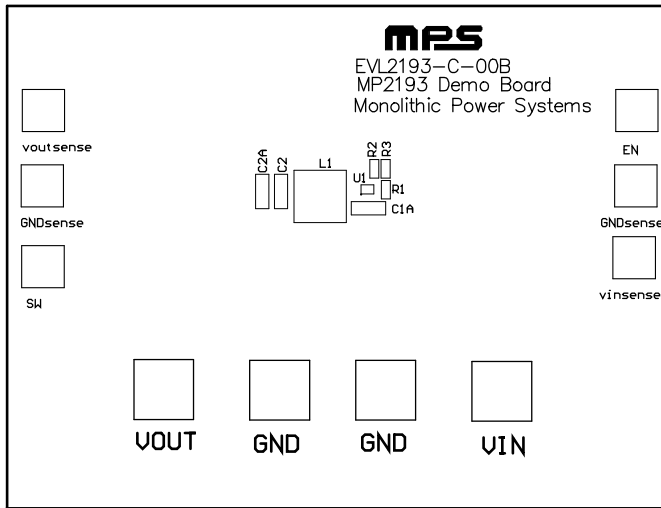 MPS
EVL2193-C-00B
MP2193 Demo Board
Monolithic Power Systems
voutsense
GNDsense
SW
C2A
C2
L1
U1
R2
R3
R1
C1A
EN
GNDsense
vinsense
VOUT
GND
GND
VIN